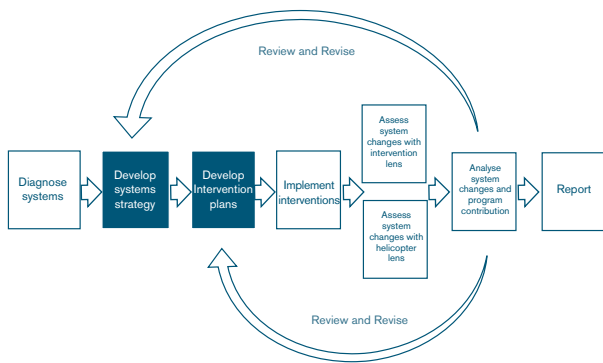 Review and Revise
Diagnose
systems
Develop
systems
strategy
Develop
Intervention
plans
Implement
interventions
Assess
system
changes with
intervention
lens
Assess
system
changes with
helicopter
lens
Analyse
system
changes and
program
contribution
Report
Review and Revise